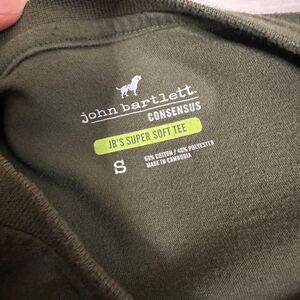 john bartlett
CONSENSUS
JB'S SUPER SOFT TEE
S
60% COTTON / 40% POLYESTER
MADE IN CAMBODIA